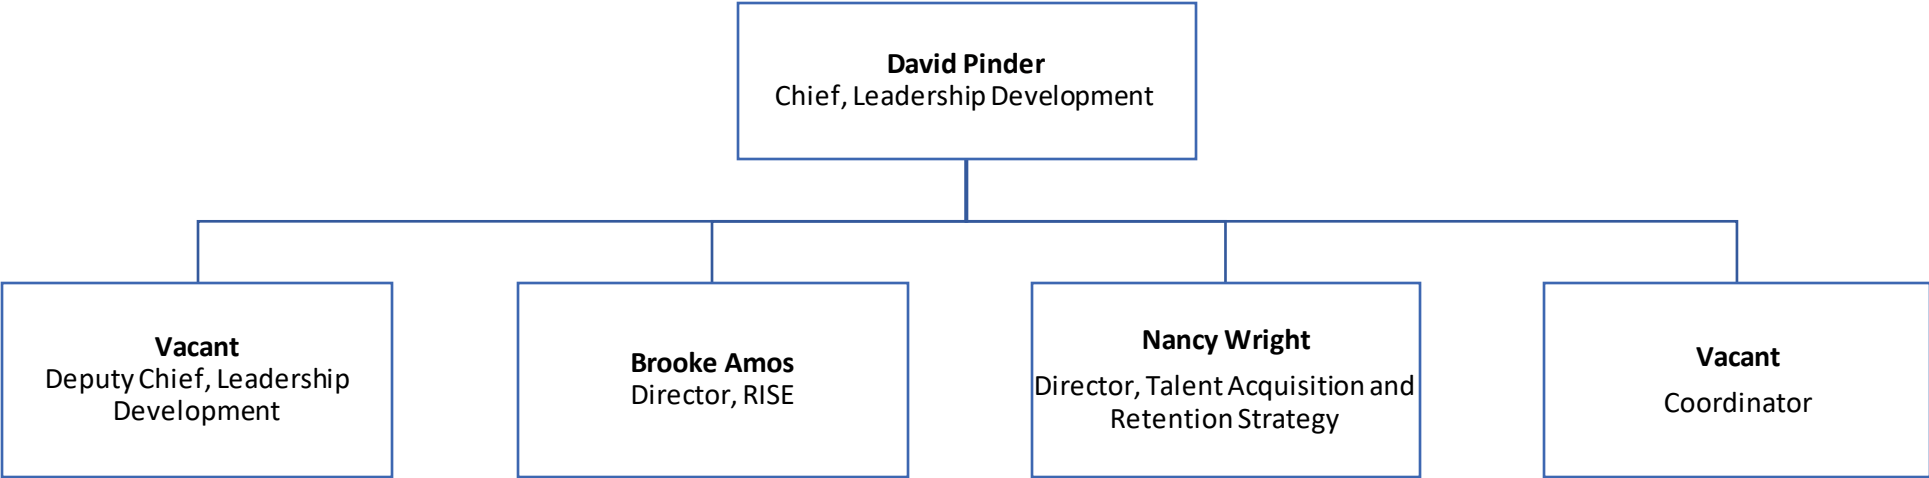 David Pinder
Chief, Leadership Development
Vacant
Deputy Chief, Leadership
Development
Brooke Amos
Director, RISE
Nancy Wright
Director, Talent Acquisition and
Retention Strategy
Vacant
Coordinator